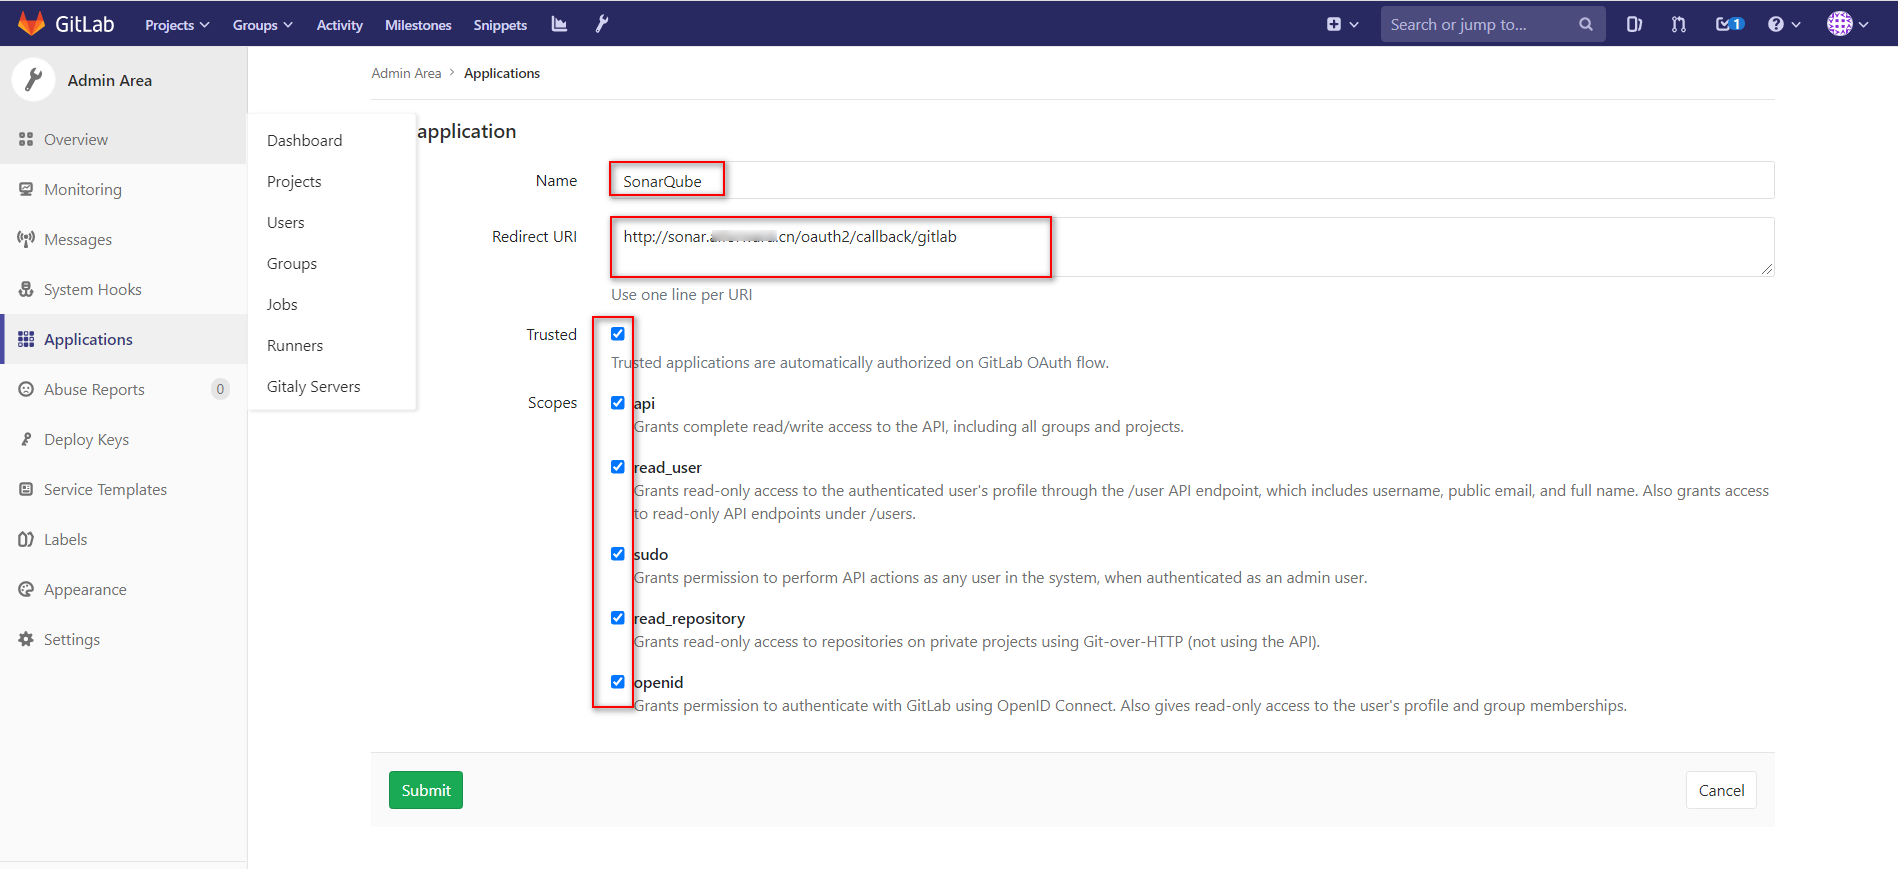 GitLab Projects Groups Activity Milestones Snippets Search or jump to... 1
Admin Area
Overview
Monitoring
Messages
System Hooks
Applications
Abuse Reports 0
Deploy Keys
Service Templates
Labels
Appearance
Settings
Dashboard
Projects
Users
Groups
Jobs
Runners
Gitaly Servers
Admin Area > Applications
application
Name SonarQube
Redirect URI http://sonar. .cn/oauth2/callback/gitlab
Use one line per URI
Trusted
Trusted applications are automatically authorized on GitLab OAuth flow.
Scopes api
Grants complete read/write access to the API, including all groups and projects.
read_user
Grants read-only access to the authenticated user's profile through the /user API endpoint, which includes username, public email, and full name. Also grants access
to read-only API endpoints under /users.
sudo
Grants permission to perform API actions as any user in the system, when authenticated as an admin user.
read_repository
Grants read-only access to repositories on private projects using Git-over-HTTP (not using the API).
openid
Grants permission to authenticate with GitLab using OpenID Connect. Also gives read-only access to the user's profile and group memberships.
Submit Cancel